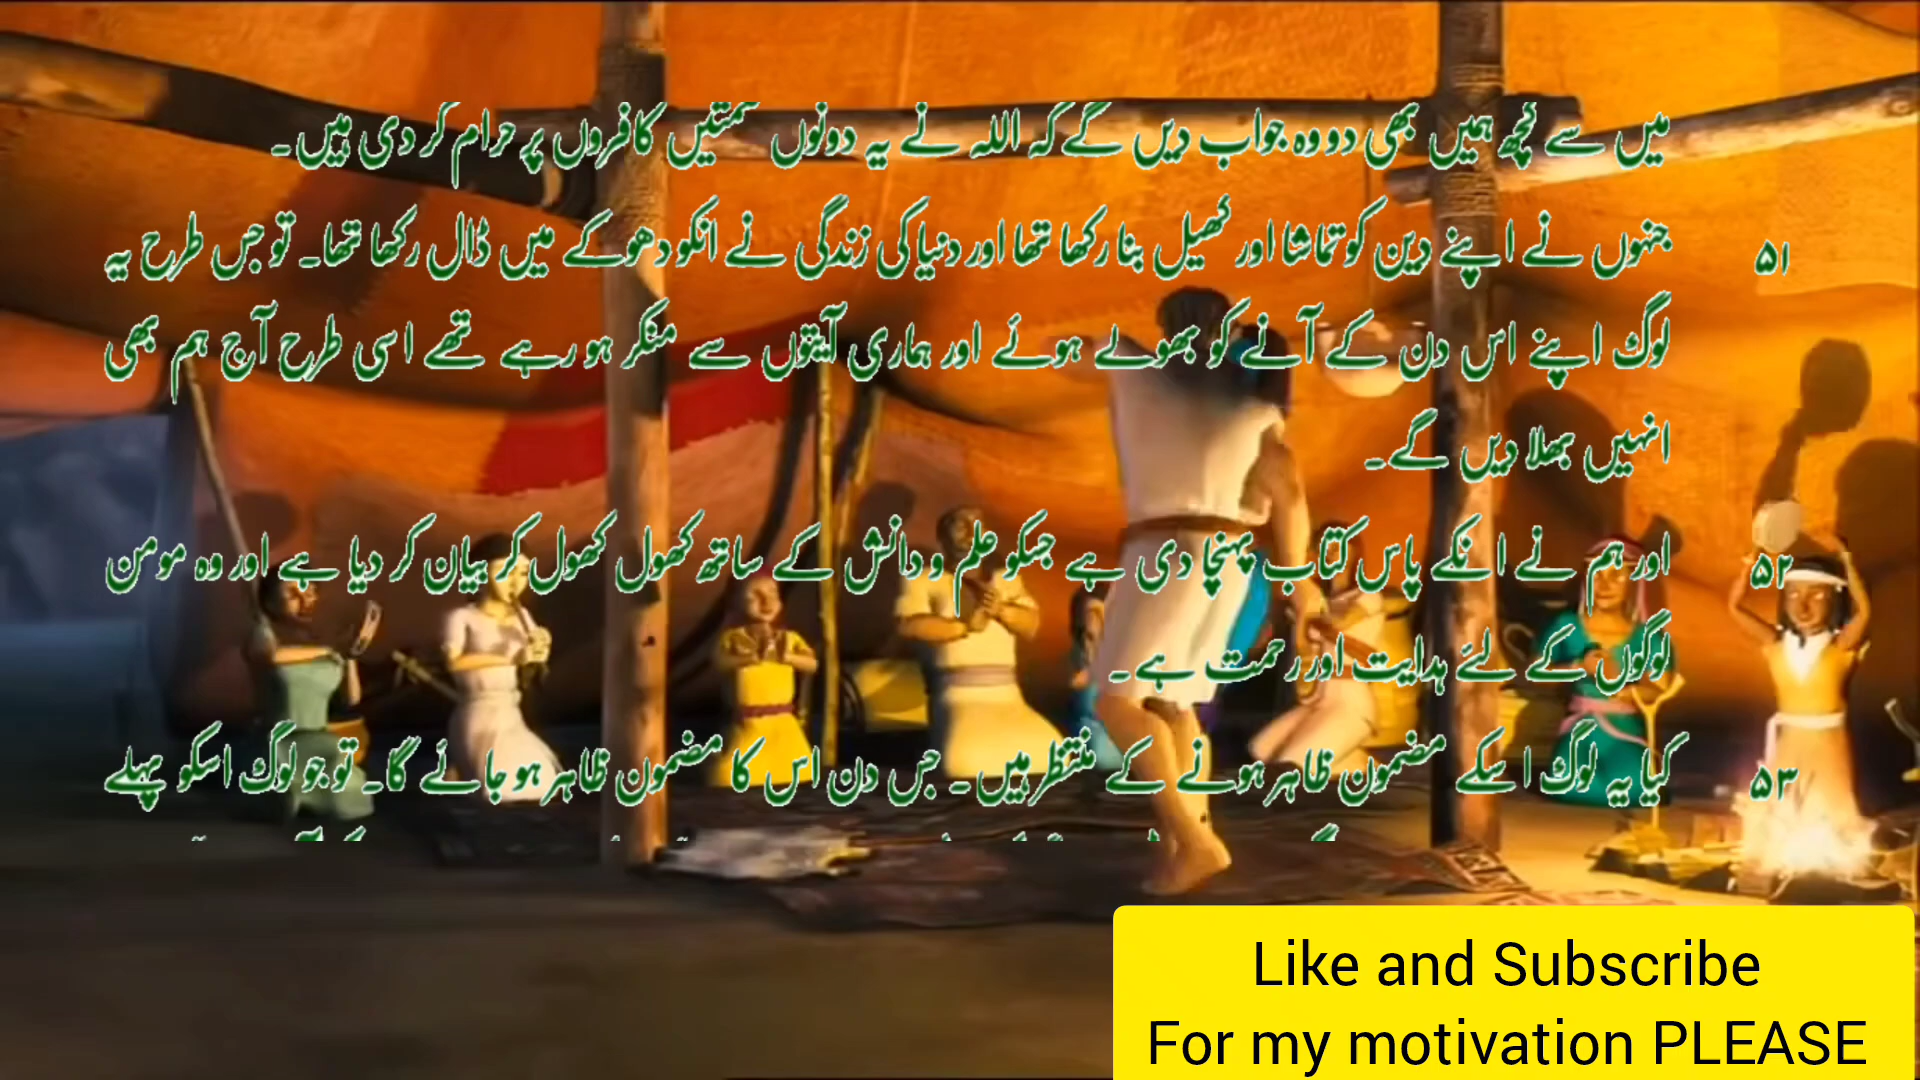 میں سے کچھ ہمیں بھی دو وہ جواب دیں گے کہ اللہ نے یہ دونوں نعمتیں کافروں پر حرام کر دی ہیں۔
۵۱ جنہوں نے اپنے دین کو تماشا اور کھیل بنا رکھا تھا اور دنیا کی زندگی نے انکو دھوکے میں ڈال رکھا تھا۔ تو جس طرح یہ
لوگ اپنے اس دن کے آنے کو بھولے ہوئے اور ہماری آیتوں سے منکر ہو رہے تھے اسی طرح آج ہم بھی
انہیں بھلا دیں گے۔
۵۲ اور ہم نے انکے پاس کتاب پہنچا دی ہے جسکو علم و دانش کے ساتھ کھول کھول کر بیان کر دیا ہے اور وہ مومن
لوگوں کے لئے ہدایت اور رحمت ہے۔
۵۳ کیا یہ لوگ اسکے مضمون ظاہر ہونے کے منتظر ہیں۔ جس دن اس کا مضمون ظاہر ہو جائے گا۔ تو جو لوگ اسکو پہلے
Like and Subscribe
For my motivation PLEASE